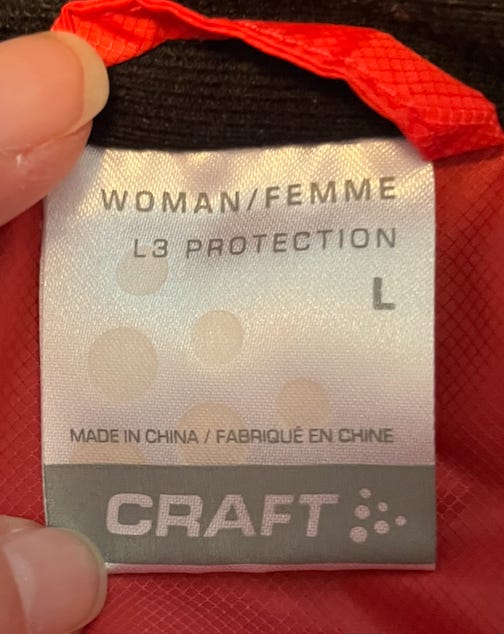 WOMAN/FEMME
L3 PROTECTION
L
MADE IN CHINA / FABRIQUÉ EN CHINE
CRAFT